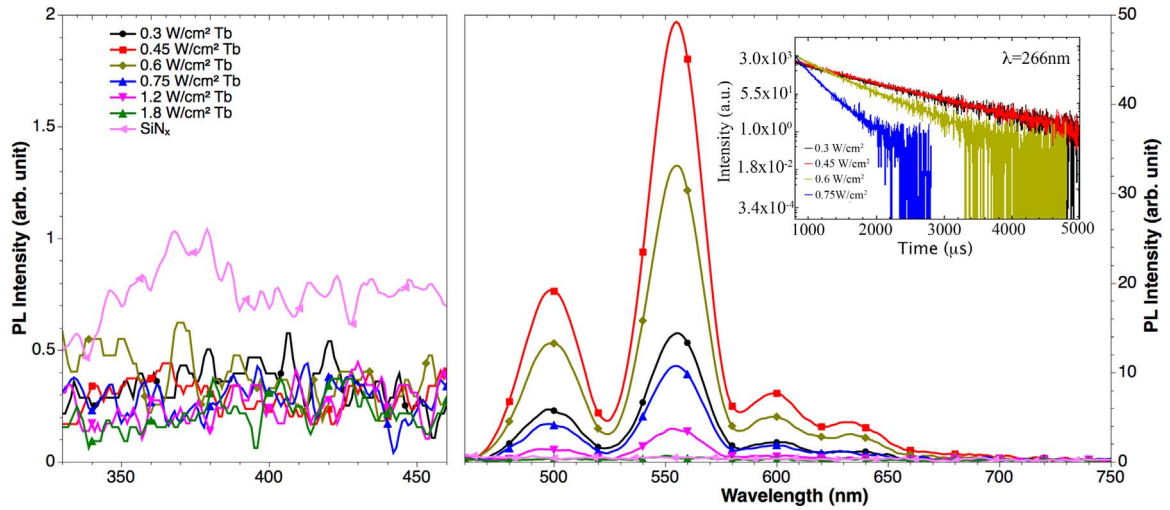 2
1.5
1
0.5
0
PL Intensity (arb. unit)
0.3 W/cm² Tb
0.45 W/cm² Tb
0.6 W/cm² Tb
0.75 W/cm² Tb
1.2 W/cm² Tb
1.8 W/cm² Tb
SiNₓ
350 400 450
50
40
30
20
10
0
PL Intensity (arb. unit)
λ=266nm
3.0x10³
5.5x10¹
1.0x10⁰
1.8x10⁻²
3.4x10⁻⁴
Intensity (a.u.)
0.3 W/cm²
0.45 W/cm²
0.6 W/cm²
0.75W/cm²
1000 2000 3000 4000 5000
Time (µs)
500 550 600 650 700 750
Wavelength (nm)